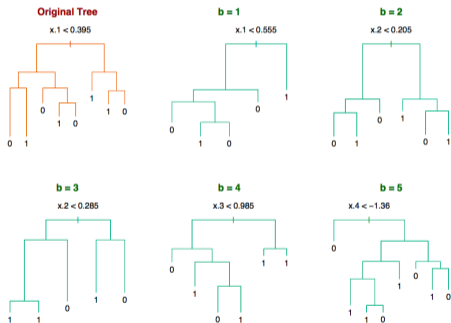 Original Tree
x.1 < 0.395
0 1
0
1 0
1
1 0
b = 1
x.1 < 0.555
0
1 0
0
1
b = 2
x.2 < 0.205
0 1
0
1
0 1
b = 3
x.2 < 0.285
1 1
0
1 0
b = 4
x.3 < 0.985
0
1
0 1
1 1
b = 5
x.4 < −1.36
0
1
1 0
1
0
1 0